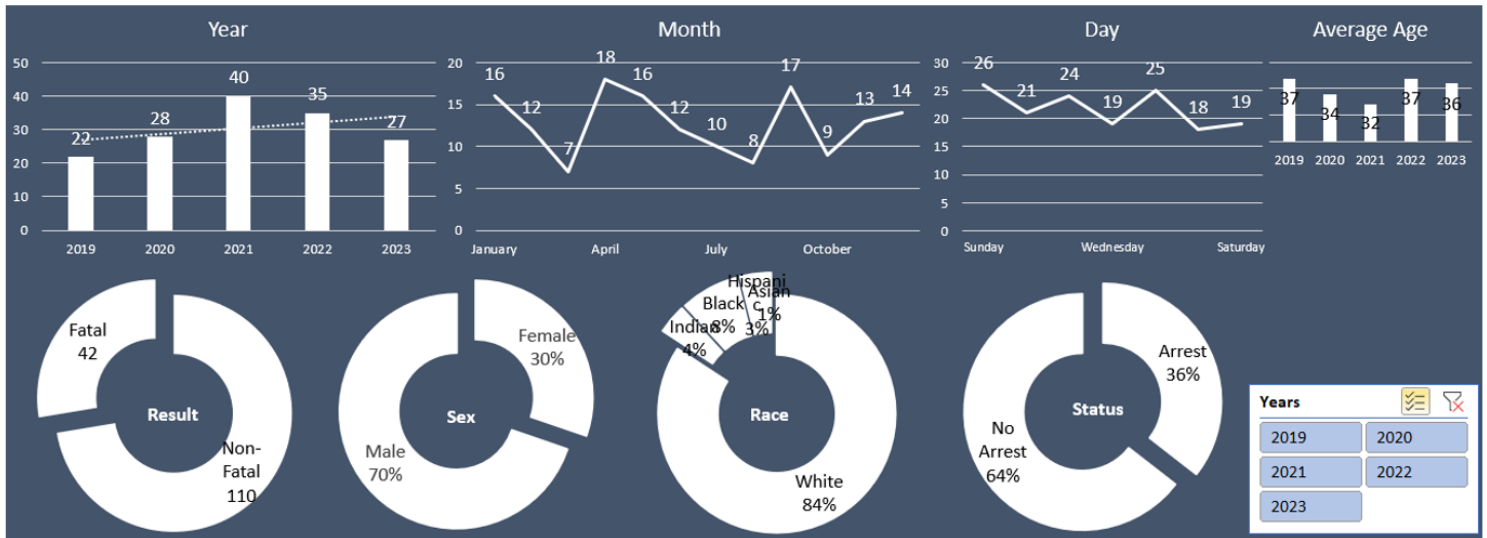 Year
50
40
30
20
10
0
22
28
40
35
27
2019
2020
2021
2022
2023
Month
20
15
10
5
0
16
12
7
18
16
12
10
8
17
9
13
14
January
April
July
October
Day
30
25
20
15
10
5
0
26
21
24
19
25
18
19
Sunday
Wednesday
Saturday
Average Age
37
34
32
37
36
2019
2020
2021
2022
2023
Fatal
42
Result
Non-
Fatal
110
Female
30%
Sex
Male
70%
Hispani
c
3%
Asian
1%
Black
8%
Indian
4%
Race
White
84%
Arrest
36%
Status
No
Arrest
64%
Years
2019
2020
2021
2022
2023